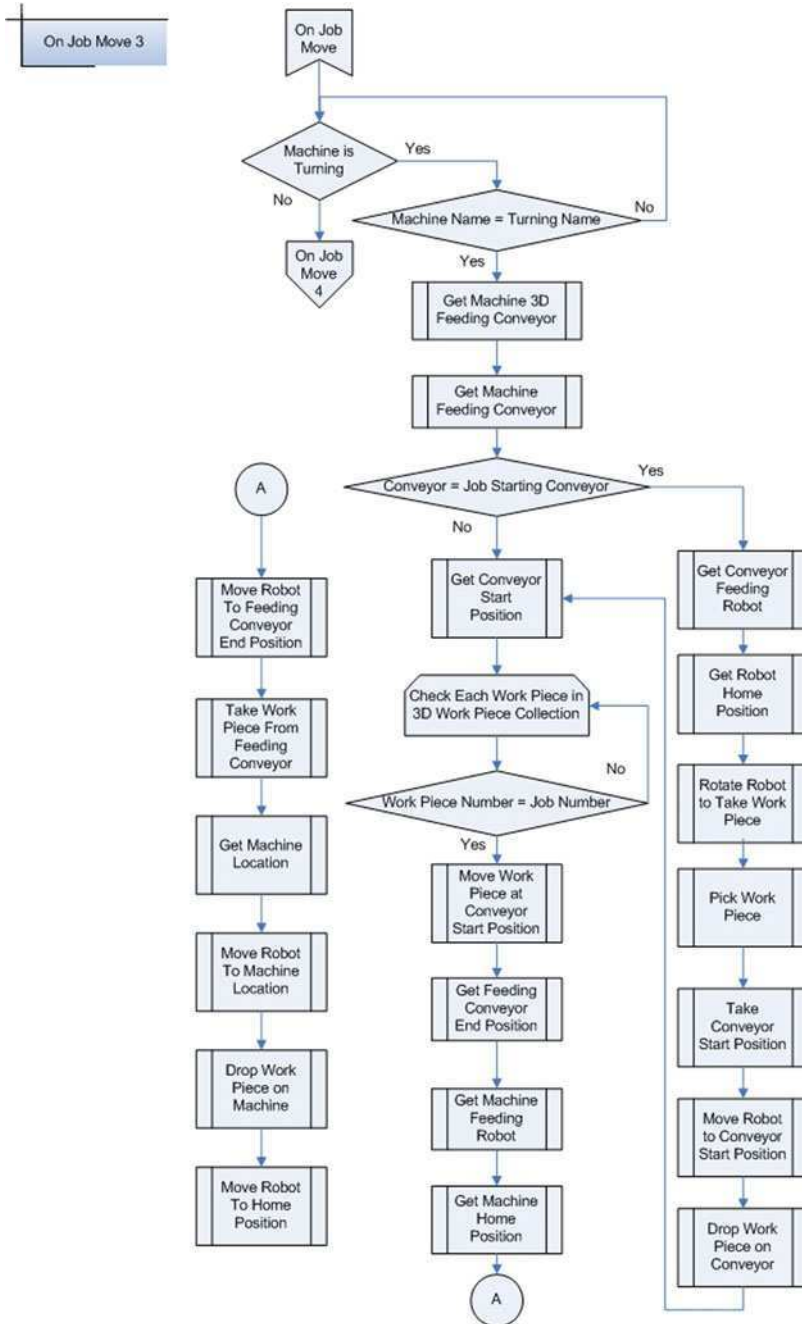 On Job Move 3
On Job
Move
Machine is
Turning
Yes
No
Machine Name = Turning Name
No
Yes
On Job
Move
4
Get Machine 3D
Feeding Conveyor
Get Machine
Feeding Conveyor
Conveyor = Job Starting Conveyor
Yes
No
Get Conveyor
Start
Position
Check Each Work Piece in
3D Work Piece Collection
No
Work Piece Number = Job Number
Yes
Move Work
Piece at
Conveyor
Start Position
Get Feeding
Conveyor
End Position
Get Machine
Feeding
Robot
Get Machine
Home
Position
A
Get Conveyor
Feeding
Robot
Get Robot
Home
Position
Rotate Robot
to Take Work
Piece
Pick Work
Piece
Take
Conveyor
Start Position
Move Robot
to Conveyor
Start Position
Drop Work
Piece on
Conveyor
A
Move Robot
To Feeding
Conveyor
End Position
Take Work
Piece From
Feeding
Conveyor
Get Machine
Location
Move Robot
To Machine
Location
Drop Work
Piece on
Machine
Move Robot
To Home
Position